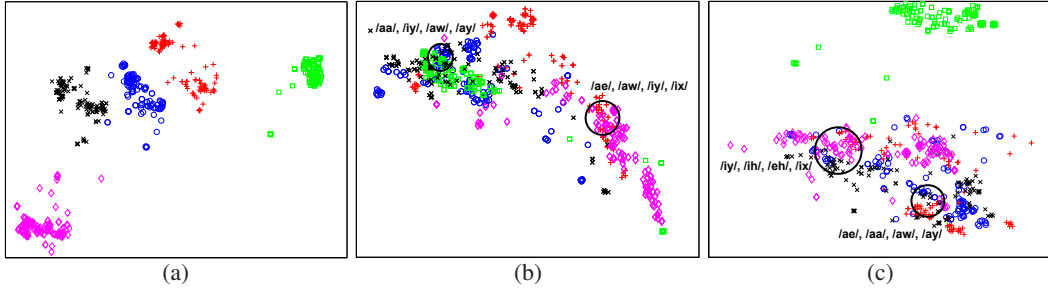 /aa/, /iy/, /aw/, /ay/
/ae/, /aw/, /iy/, /ix/
/iy/, /ih/, /eh/, /ix/
/ae/, /aa/, /aw/, /ay/
(a)
(b)
(c)